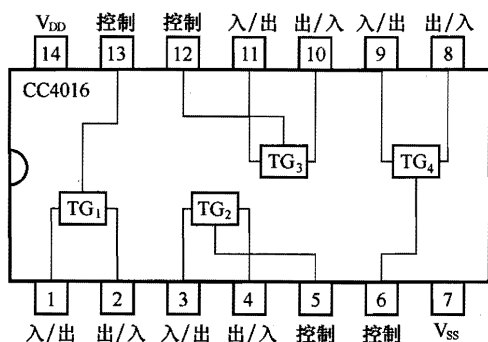 V_DD 控制 控制 入/出 出/入 入/出 出/入
14 13 12 11 10 9 8
CC4016
TG₃ TG₄
TG₁ TG₂
1 2 3 4 5 6 7
入/出 出/入 入/出 出/入 控制 控制 V_SS